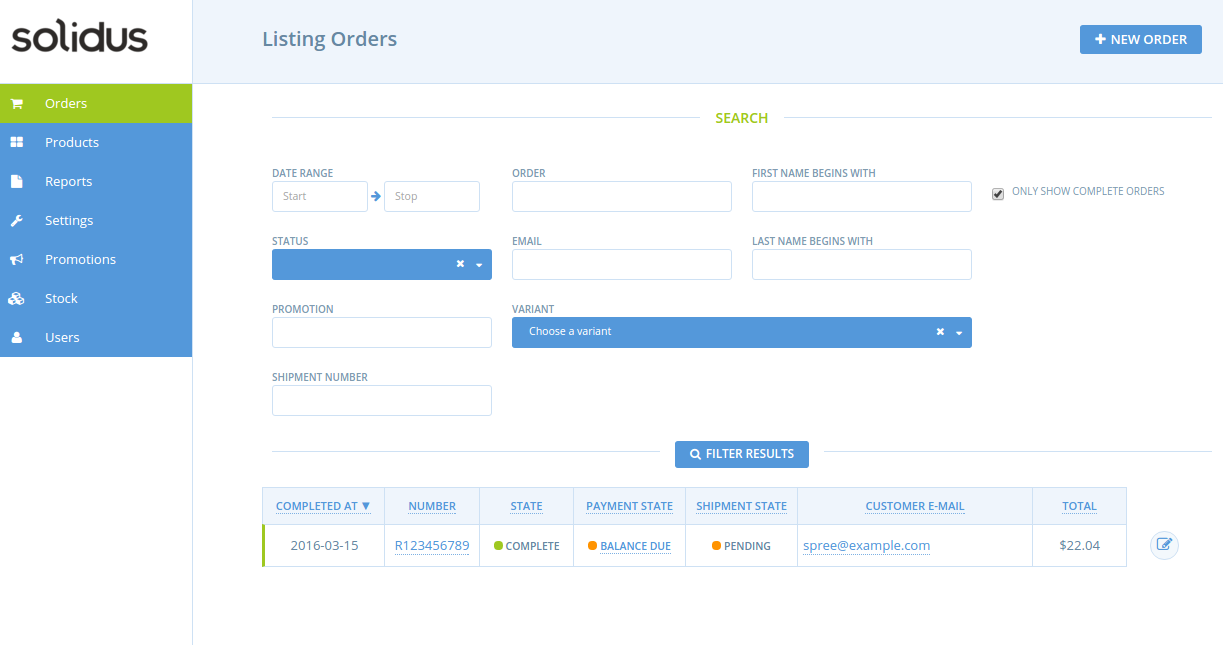 solidus
Listing Orders
NEW ORDER
Orders
Products
Reports
Settings
Promotions
Stock
Users
SEARCH
DATE RANGE
Start
Stop
ORDER
FIRST NAME BEGINS WITH
ONLY SHOW COMPLETE ORDERS
STATUS
EMAIL
LAST NAME BEGINS WITH
PROMOTION
VARIANT
Choose a variant
SHIPMENT NUMBER
FILTER RESULTS
COMPLETED AT ▼ NUMBER STATE PAYMENT STATE SHIPMENT STATE CUSTOMER E-MAIL TOTAL
2016-03-15 R123456789 COMPLETE BALANCE DUE PENDING spree@example.com $22.04